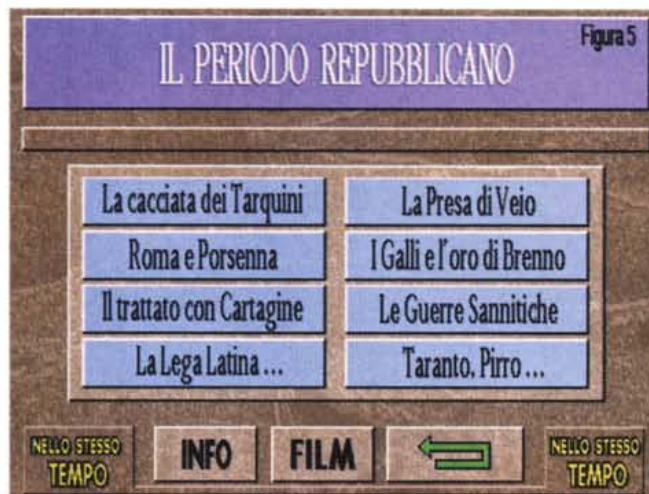 Figura 5
IL PERIODO REPUBBLICANO
La cacciata dei Tarquini
La Presa di Veio
Roma e Porsenna
I Galli e l'oro di Brenno
Il trattato con Cartagine
Le Guerre Sannitiche
La Lega Latina ...
Taranto, Pirro ...
NELLO STESSO
TEMPO
INFO
FILM
NELLO STESSO
TEMPO